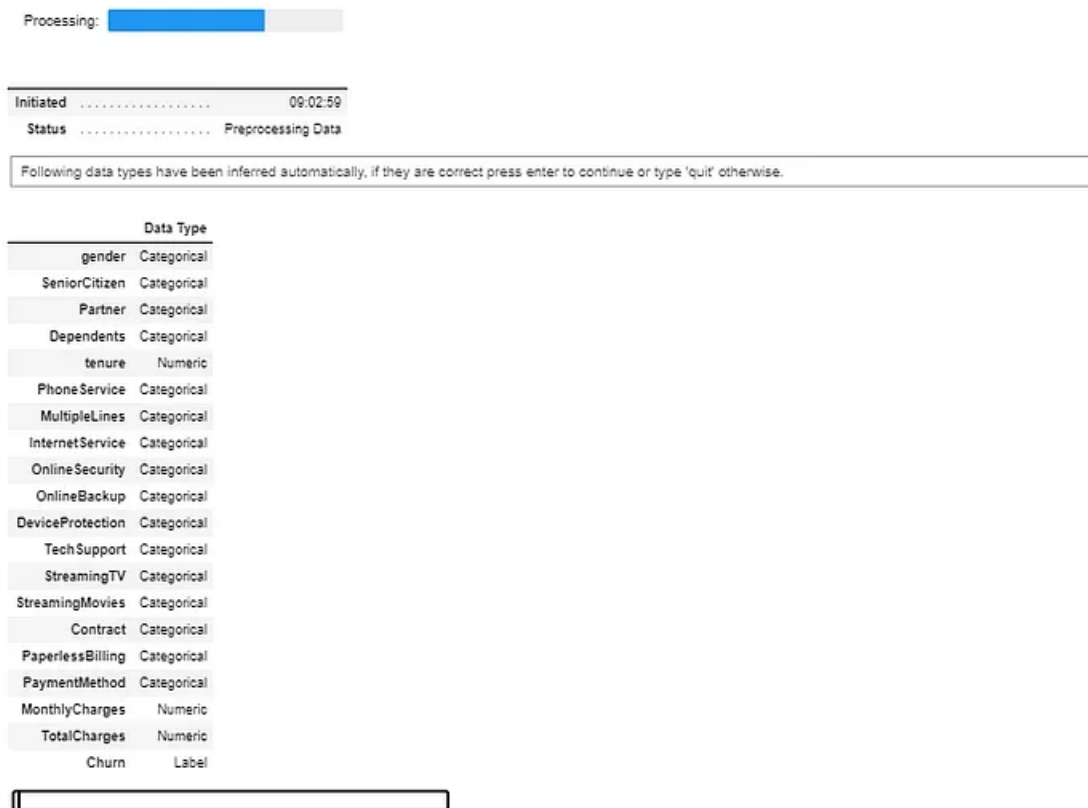 Processing:
Initiated .................. 09:02:59
Status .................. Preprocessing Data
Following data types have been inferred automatically, if they are correct press enter to continue or type 'quit' otherwise.
Data Type
gender Categorical
SeniorCitizen Categorical
Partner Categorical
Dependents Categorical
tenure Numeric
PhoneService Categorical
MultipleLines Categorical
InternetService Categorical
OnlineSecurity Categorical
OnlineBackup Categorical
DeviceProtection Categorical
TechSupport Categorical
StreamingTV Categorical
StreamingMovies Categorical
Contract Categorical
PaperlessBilling Categorical
PaymentMethod Categorical
MonthlyCharges Numeric
TotalCharges Numeric
Churn Label